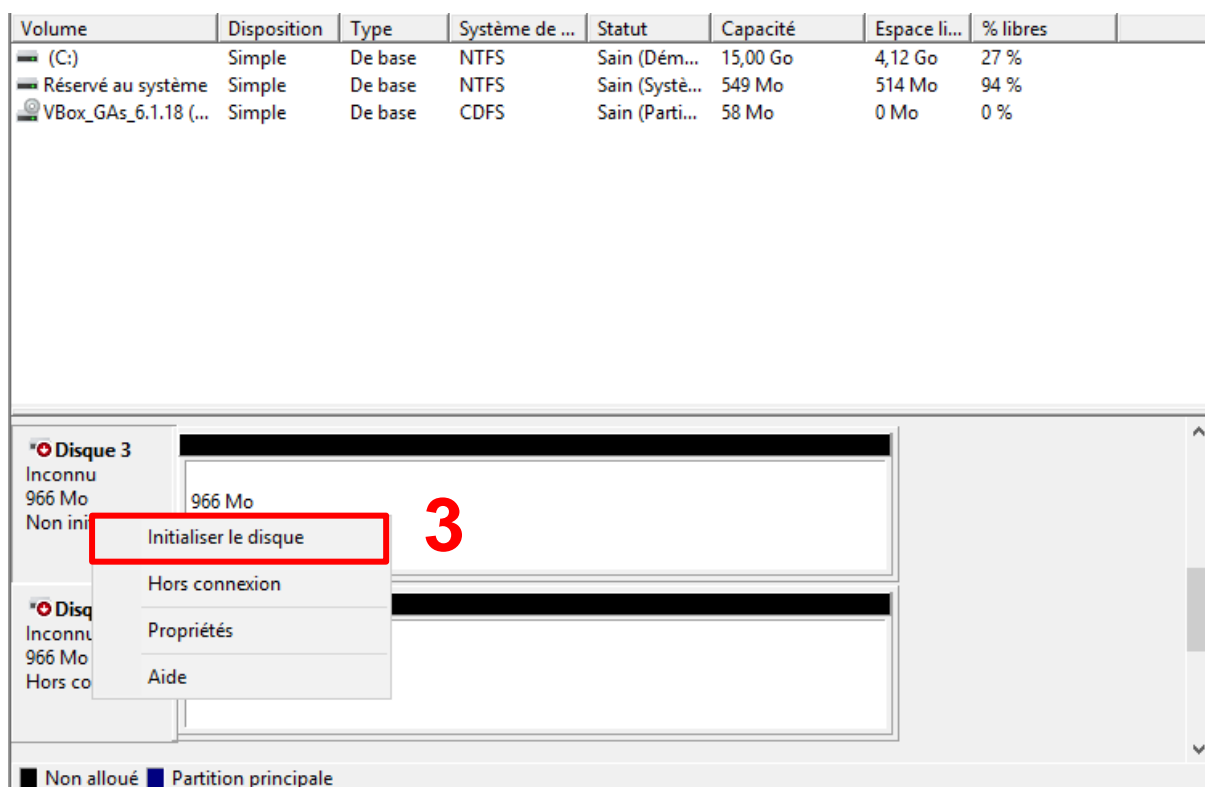 Volume Disposition Type Système de ... Statut Capacité Espace li... % libres
(C:) Simple De base NTFS Sain (Dém... 15,00 Go 4,12 Go 27 %
Réservé au système Simple De base NTFS Sain (Systè... 549 Mo 514 Mo 94 %
VBox_GAs_6.1.18 (... Simple De base CDFS Sain (Parti... 58 Mo 0 Mo 0 %
Disque 3
Inconnu
966 Mo
Non ini
966 Mo
Initialiser le disque
3
Hors connexion
Propriétés
Aide
Disq
Inconnu
966 Mo
Hors co
Non alloué Partition principale